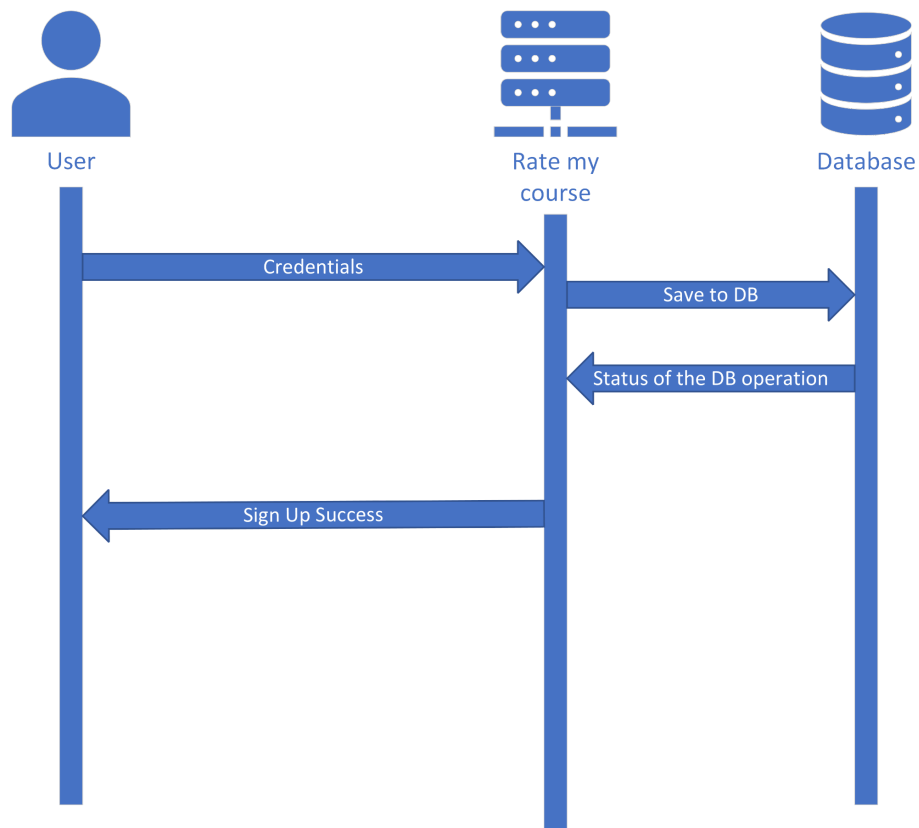 User
Rate my
course
Database
Credentials
Save to DB
Status of the DB operation
Sign Up Success